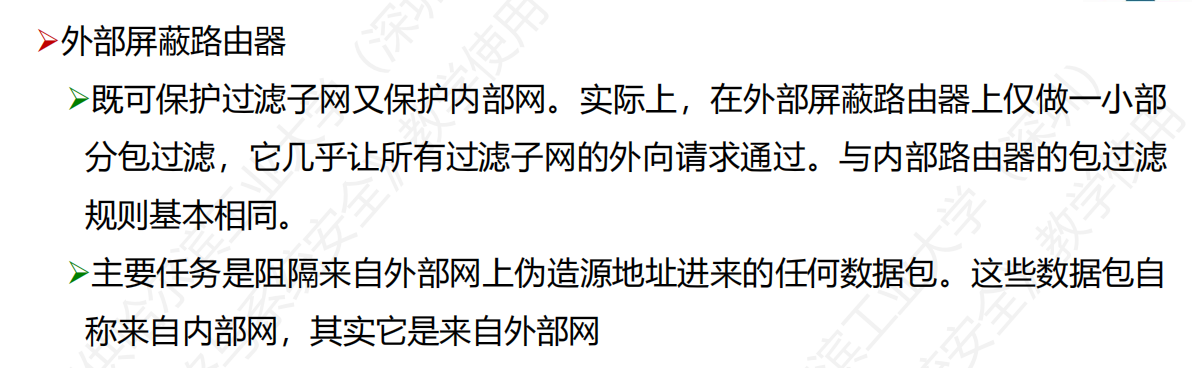 外部屏蔽路由器
既可保护过滤子网又保护内部网。实际上，在外部屏蔽路由器上仅做一小部
分包过滤，它几乎让所有过滤子网的外向请求通过。与内部路由器的包过滤
规则基本相同。
主要任务是阻隔来自外部网上伪造源地址进来的任何数据包。这些数据包自
称来自内部网，其实它是来自外部网